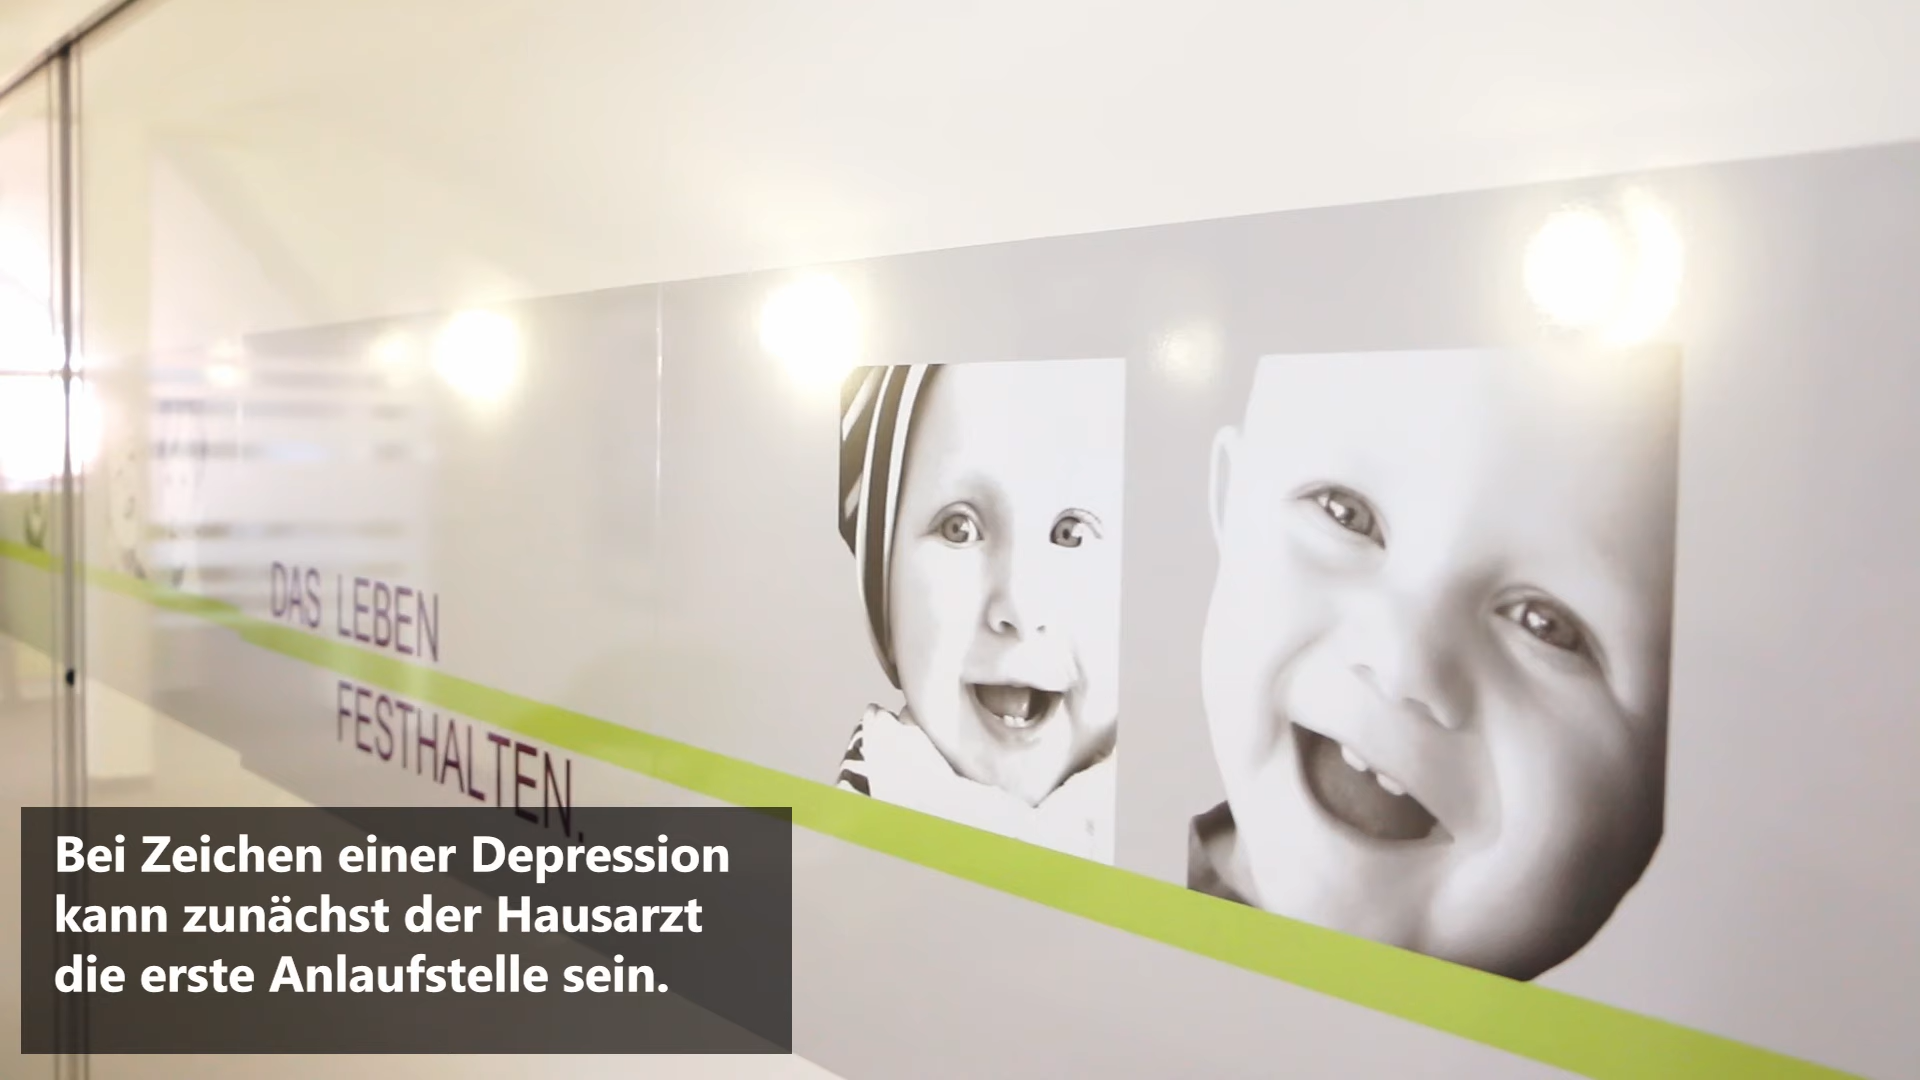 DAS LEBEN
FESTHALTEN.
Bei Zeichen einer Depression
kann zunächst der Hausarzt
die erste Anlaufstelle sein.